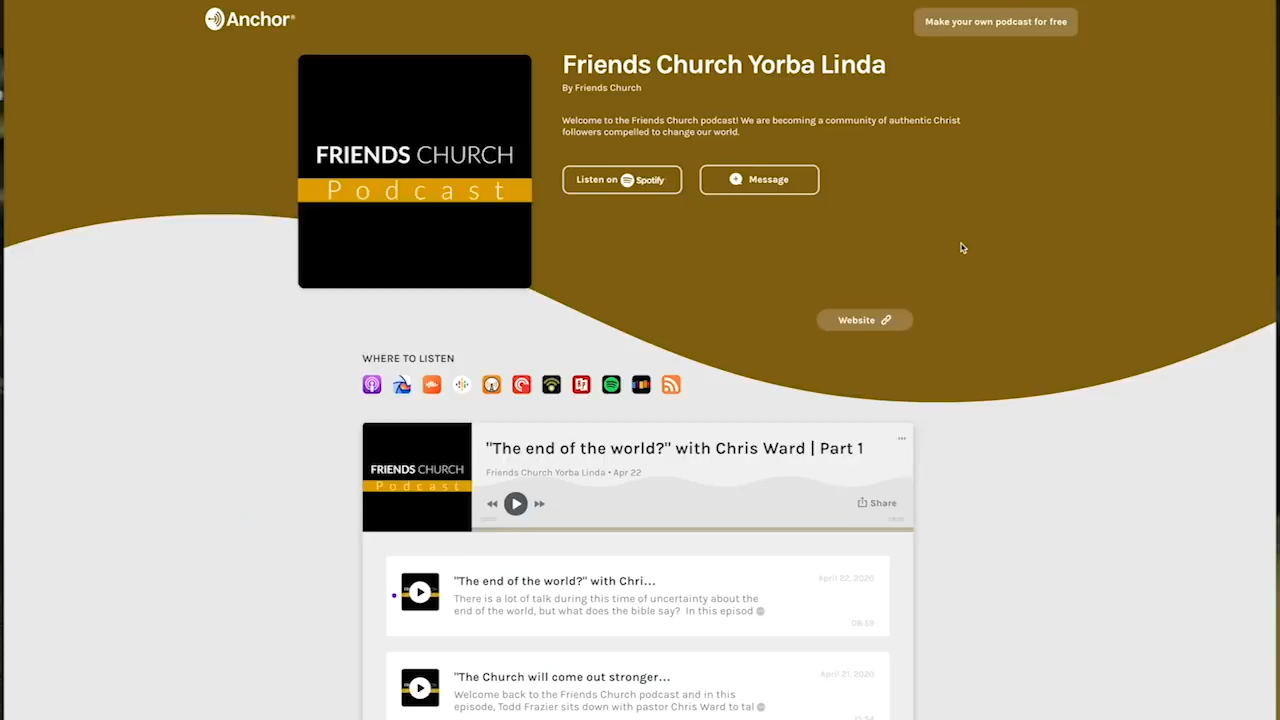 Anchor
Make your own podcast for free
FRIENDS CHURCH
Podcast
Friends Church Yorba Linda
By Friends Church
Welcome to the Friends Church podcast! We are becoming a community of authentic Christ
followers compelled to change our world.
Listen on Spotify
Message
Website
WHERE TO LISTEN
FRIENDS CHURCH
Podcast
"The end of the world?" with Chris Ward | Part 1
Friends Church Yorba Linda • Apr 22
Share
"The end of the world?" with Chri...
April 22, 2020
There is a lot of talk during this time of uncertainty about the
end of the world, but what does the bible say? In this episod
08:59
"The Church will come out stronger...
April 21, 2020
Welcome back to the Friends Church podcast and in this
episode, Todd Frazier sits down with pastor Chris Ward to tal